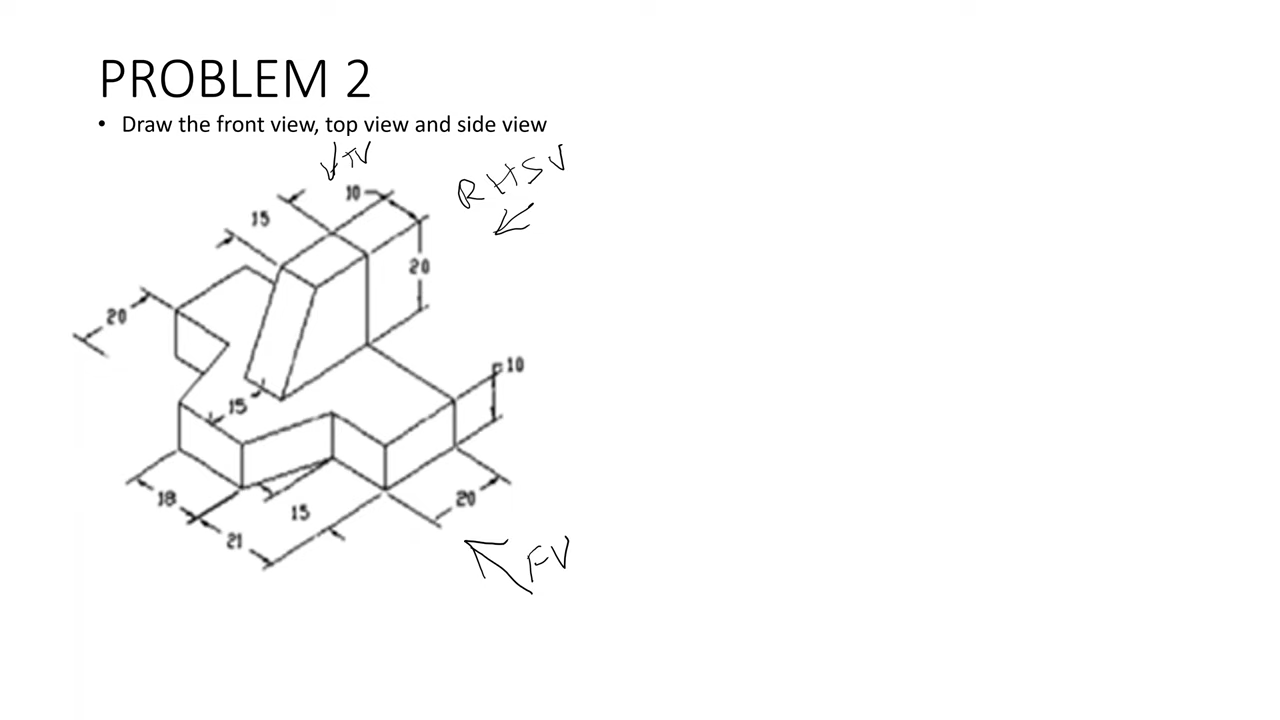 PROBLEM 2
• Draw the front view, top view and side view
TV
RHSV
10
15
20
20
10
15
18
20
15
21
FV